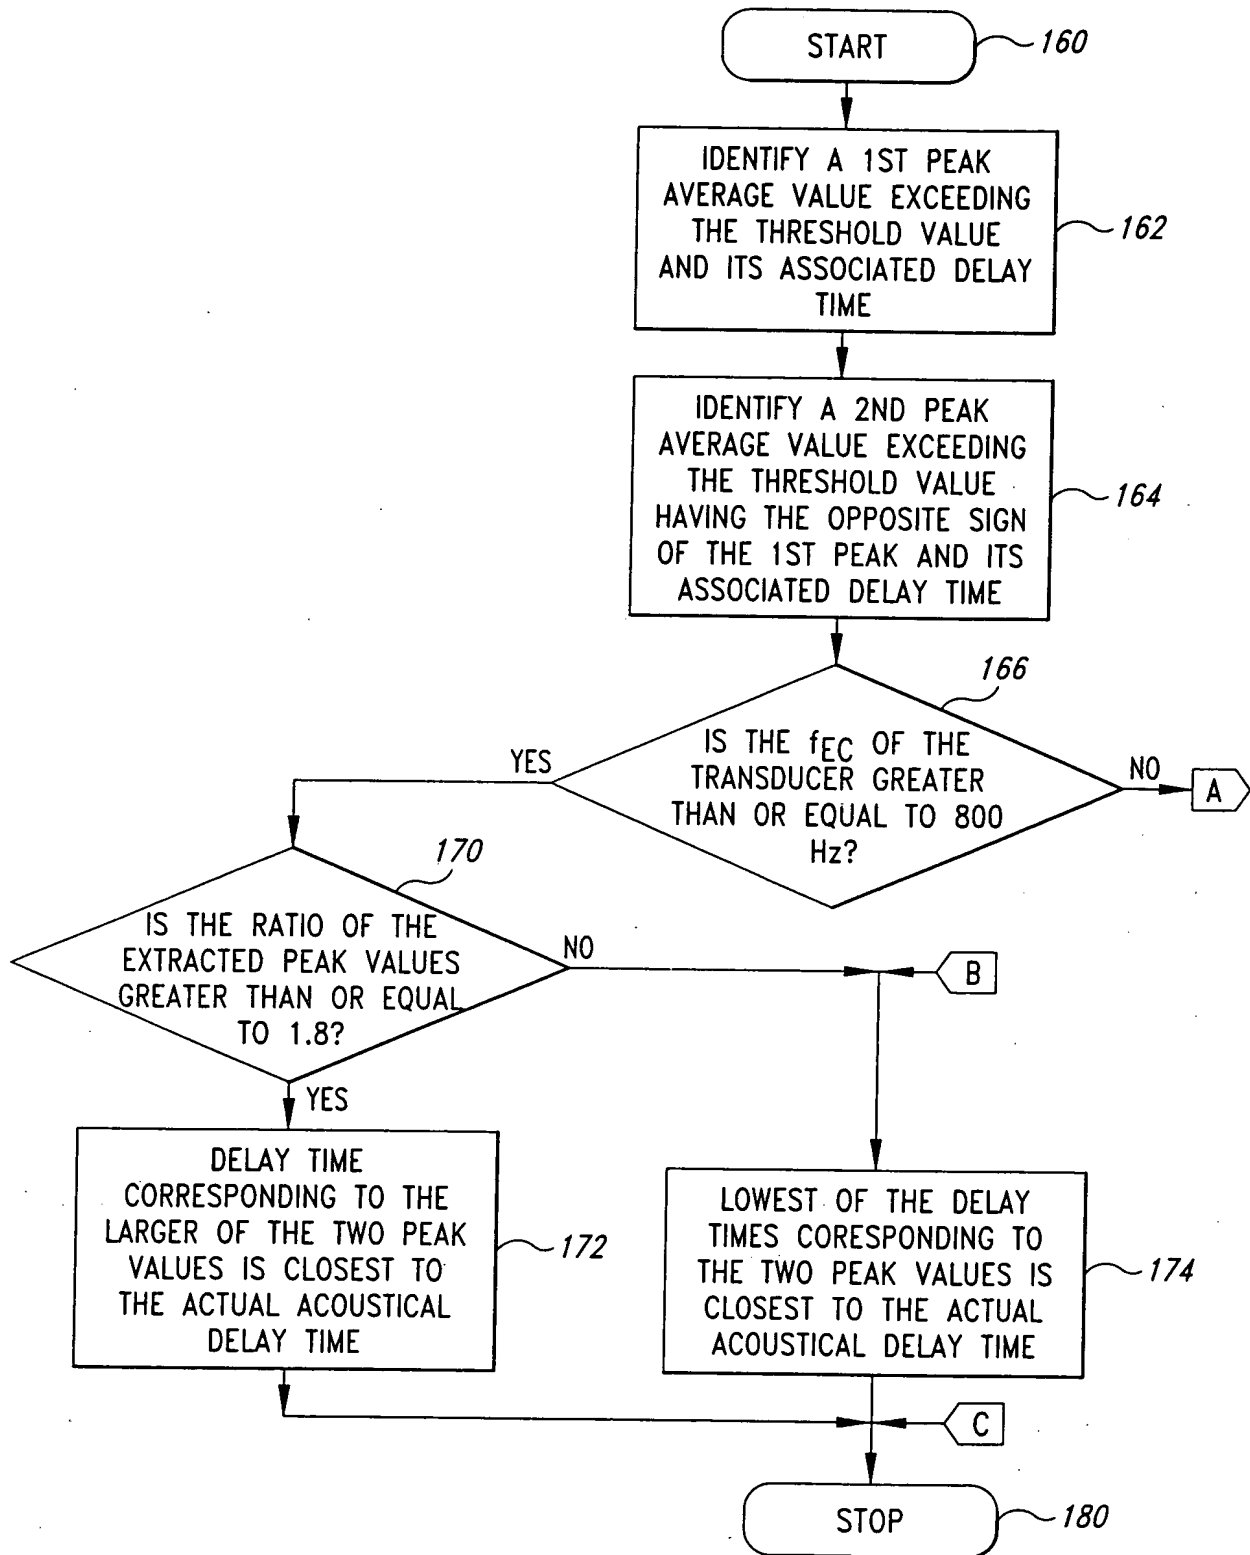 START
160
IDENTIFY A 1ST PEAK
AVERAGE VALUE EXCEEDING
THE THRESHOLD VALUE
AND ITS ASSOCIATED DELAY
TIME
162
IDENTIFY A 2ND PEAK
AVERAGE VALUE EXCEEDING
THE THRESHOLD VALUE
HAVING THE OPPOSITE SIGN
OF THE 1ST PEAK AND ITS
ASSOCIATED DELAY TIME
164
166
IS THE fEC OF THE
TRANSDUCER GREATER
THAN OR EQUAL TO 800
Hz?
YES
NO
A
170
IS THE RATIO OF THE
EXTRACTED PEAK VALUES
GREATER THAN OR EQUAL
TO 1.8?
NO
B
YES
DELAY TIME
CORRESPONDING TO THE
LARGER OF THE TWO PEAK
VALUES IS CLOSEST TO
THE ACTUAL ACOUSTICAL
DELAY TIME
172
LOWEST OF THE DELAY
TIMES CORESPONDING TO
THE TWO PEAK VALUES IS
CLOSEST TO THE ACTUAL
ACOUSTICAL DELAY TIME
174
C
STOP
180